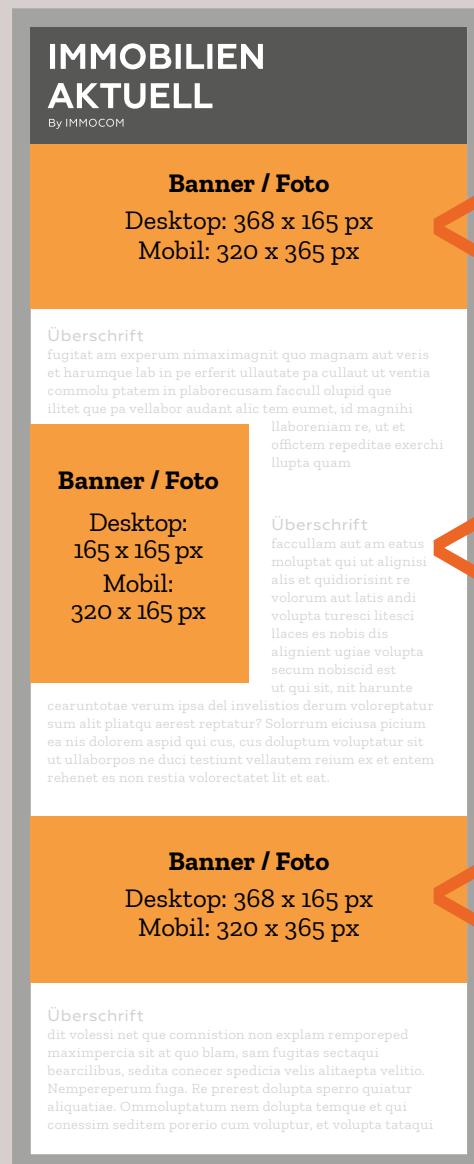 IMMOBILIEN
AKTUELL
By IMMOCOM
Banner / Foto
Desktop: 368 x 165 px
Mobil: 320 x 365 px
Überschrift
fugitat am experum nimaximagnit quo magnam aut veris
et harumque lab in pe erferit ullautate pa cullaut ut ventia
commolu ptatem in plaborecusam faccull olupid que
ilitet que pa vellabor audant alic tem eumet, id magnihi
llaboreniam re, ut et
offictem repeditae exerchi
llupta quam
Banner / Foto
Desktop:
165 x 165 px
Mobil:
320 x 165 px
Überschrift
faccullam aut am eatus
moluptat qui ut alignisi
alis et quidiorisint re
volorum aut latis andi
volupta turesci litesci
llaces es nobis dis
alignient ugiae volupta
secum nobiscid est
ut qui sit, nit harunte
cearuntotae verum ipsa del invelistios derum voloreptatur
sum alit pliatqu aerest reptatur? Solorrum eiciusa picium
ea nis dolorem aspid qui cus, cus doluptum voluptatur sit
ut ullaborpos ne duci testiunt vellautem reium ex et entem
rehenet es non restia volorectatet lit et eat.
Banner / Foto
Desktop: 368 x 165 px
Mobil: 320 x 365 px
Überschrift
dit volessi net que comnistion non explam remporeped
maximpercia sit at quo blam, sam fugitas sectaqui
bearcilibus, sedita conecer spedicia velis alitaepta velitio.
Nempereperum fuga. Re prerest dolupta sperro quiatur
aliquatiae. Ommoluptatum nem dolupta temque et qui
conessim seditem porerio cum voluptur, et volupta tataqui